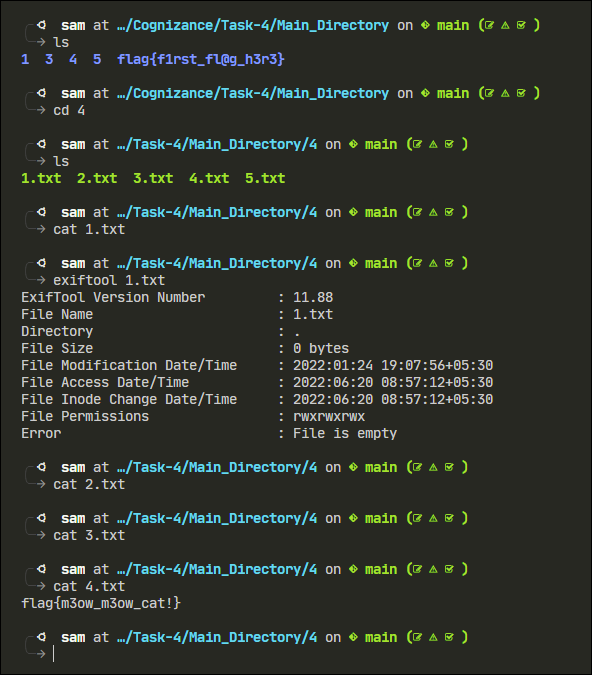 sam at …/Cognizance/Task-4/Main_Directory on main ( )
→ ls
1 3 4 5 flag{f1rst_fl@g_h3r3}
sam at …/Cognizance/Task-4/Main_Directory on main ( )
→ cd 4
sam at …/Task-4/Main_Directory/4 on main ( )
→ ls
1.txt 2.txt 3.txt 4.txt 5.txt
sam at …/Task-4/Main_Directory/4 on main ( )
→ cat 1.txt
sam at …/Task-4/Main_Directory/4 on main ( )
→ exiftool 1.txt
ExifTool Version Number : 11.88
File Name : 1.txt
Directory : .
File Size : 0 bytes
File Modification Date/Time : 2022:01:24 19:07:56+05:30
File Access Date/Time : 2022:06:20 08:57:12+05:30
File Inode Change Date/Time : 2022:06:20 08:57:12+05:30
File Permissions : rwxrwxrwx
Error : File is empty
sam at …/Task-4/Main_Directory/4 on main ( )
→ cat 2.txt
sam at …/Task-4/Main_Directory/4 on main ( )
→ cat 3.txt
sam at …/Task-4/Main_Directory/4 on main ( )
→ cat 4.txt
flag{m3ow_m3ow_cat!}
sam at …/Task-4/Main_Directory/4 on main ( )
→